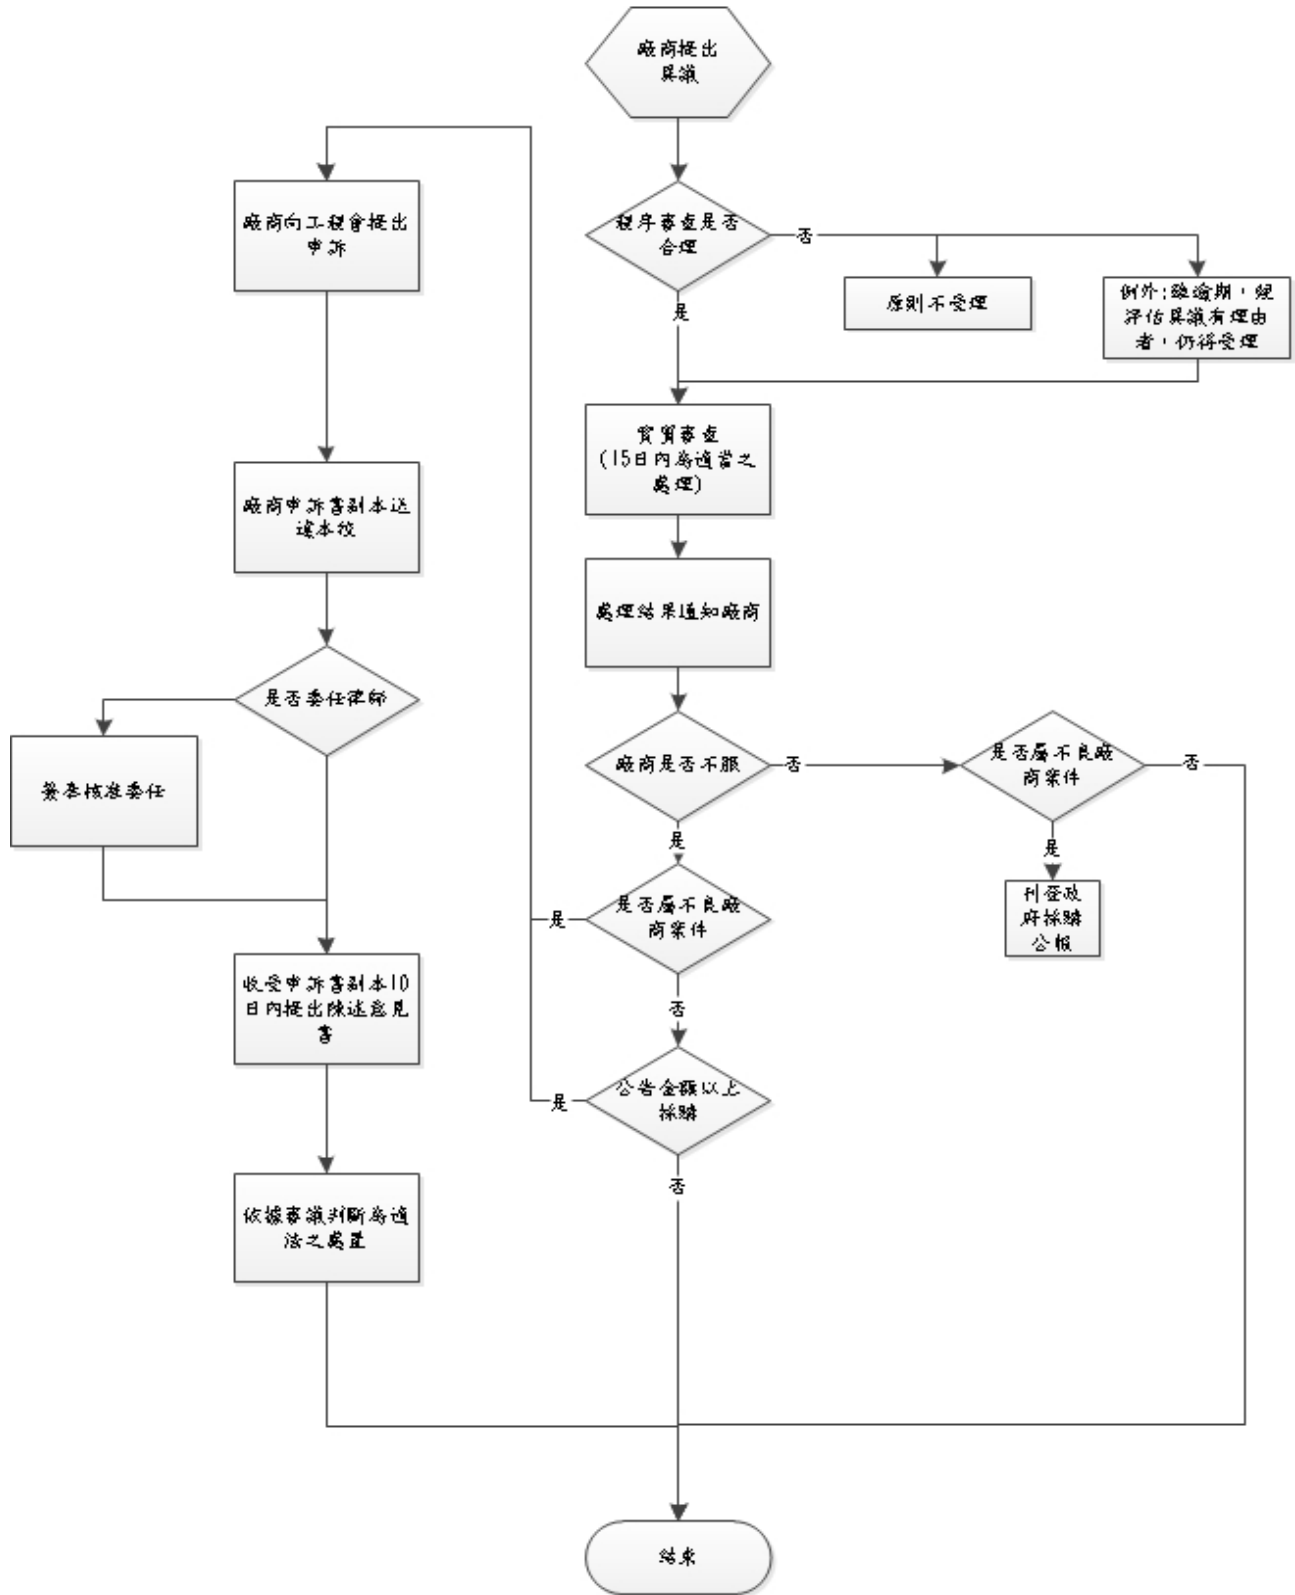 廠商提出
異議
程序審查是否
合理
否
是
原則不受理
例外:雖逾期，經
評估異議有理由
者，仍得受理
實質審查
(15日內為適當之
處理)
處理結果通知廠商
廠商是否不服
否
是否屬不良廠
商案件
否
是
刊登政
府採購
公報
是
是否屬不良廠
商案件
是
否
公告金額以上
採購
是
否
廠商向工程會提出
申訴
廠商申訴書副本送
達本校
是否委任律師
簽奉核准委任
收受申訴書副本10
日內提出陳述意見
書
依據審議判斷為適
法之處置
結束